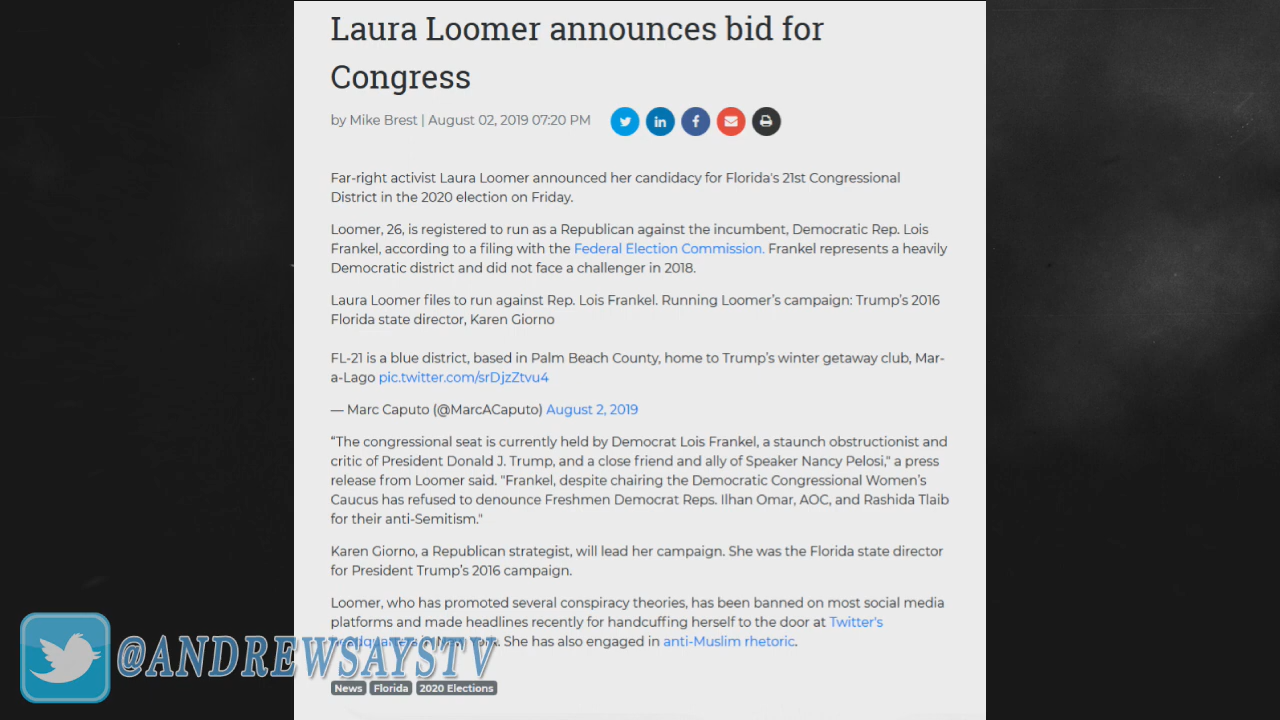 Laura Loomer announces bid for
Congress
by Mike Brest | August 02, 2019 07:20 PM
Far-right activist Laura Loomer announced her candidacy for Florida's 21st Congressional
District in the 2020 election on Friday.
Loomer, 26, is registered to run as a Republican against the incumbent, Democratic Rep. Lois
Frankel, according to a filing with the Federal Election Commission. Frankel represents a heavily
Democratic district and did not face a challenger in 2018.
Laura Loomer files to run against Rep. Lois Frankel. Running Loomer’s campaign: Trump’s 2016
Florida state director, Karen Giorno
FL-21 is a blue district, based in Palm Beach County, home to Trump’s winter getaway club, Mar-
a-Lago pic.twitter.com/srDjzZtvu4
— Marc Caputo (@MarcACaputo) August 2, 2019
“The congressional seat is currently held by Democrat Lois Frankel, a staunch obstructionist and
critic of President Donald J. Trump, and a close friend and ally of Speaker Nancy Pelosi," a press
release from Loomer said. "Frankel, despite chairing the Democratic Congressional Women’s
Caucus has refused to denounce Freshmen Democrat Reps. Ilhan Omar, AOC, and Rashida Tlaib
for their anti-Semitism."
Karen Giorno, a Republican strategist, will lead her campaign. She was the Florida state director
for President Trump’s 2016 campaign.
Loomer, who has promoted several conspiracy theories, has been banned on most social media
platforms and made headlines recently for handcuffing herself to the door at Twitter's
She has also engaged in anti-Muslim rhetoric.
@ANDREWSAYSTV
News Florida 2020 Elections